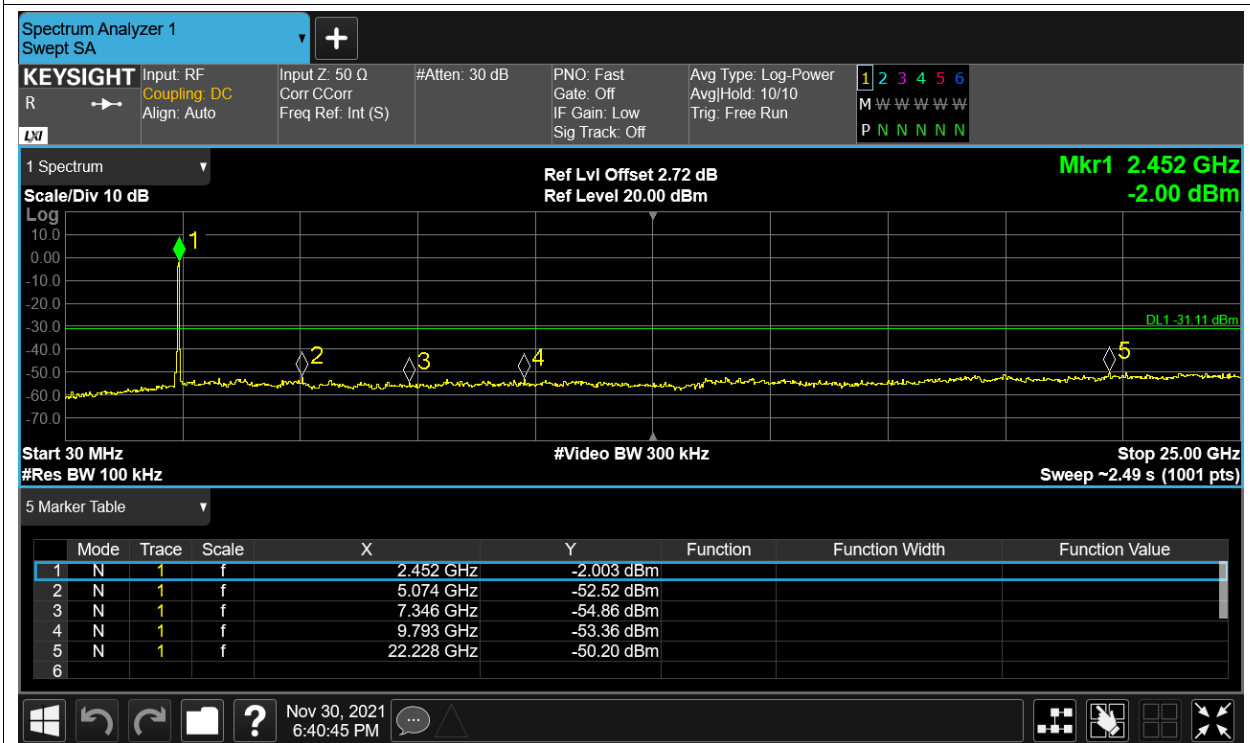 Spectrum Analyzer 1
Swept SA
KEYSIGHT Input: RF Input Z: 50 Ω #Atten: 30 dB PNO: Fast Avg Type: Log-Power 1 2 3 4 5 6
R Coupling: DC Corr CCorr Gate: Off Avg|Hold: 10/10 M W W W W W
Align: Auto Freq Ref: Int (S) IF Gain: Low Trig: Free Run
LXI Sig Track: Off P N N N N N
1 Spectrum Ref Lvl Offset 2.72 dB Mkr1 2.452 GHz
Scale/Div 10 dB Ref Level 20.00 dBm -2.00 dBm
Log
10.0
1
0.00
-10.0
-20.0
-30.0 DL1 -31.11 dBm
-40.0
2 3 4 5
-50.0
-60.0
-70.0
Start 30 MHz #Video BW 300 kHz Stop 25.00 GHz
#Res BW 100 kHz Sweep ~2.49 s (1001 pts)
5 Marker Table
Mode Trace Scale X Y Function Function Width Function Value
1 N 1 f 2.452 GHz -2.003 dBm
2 N 1 f 5.074 GHz -52.52 dBm
3 N 1 f 7.346 GHz -54.86 dBm
4 N 1 f 9.793 GHz -53.36 dBm
5 N 1 f 22.228 GHz -50.20 dBm
6
? Nov 30, 2021
6:40:45 PM